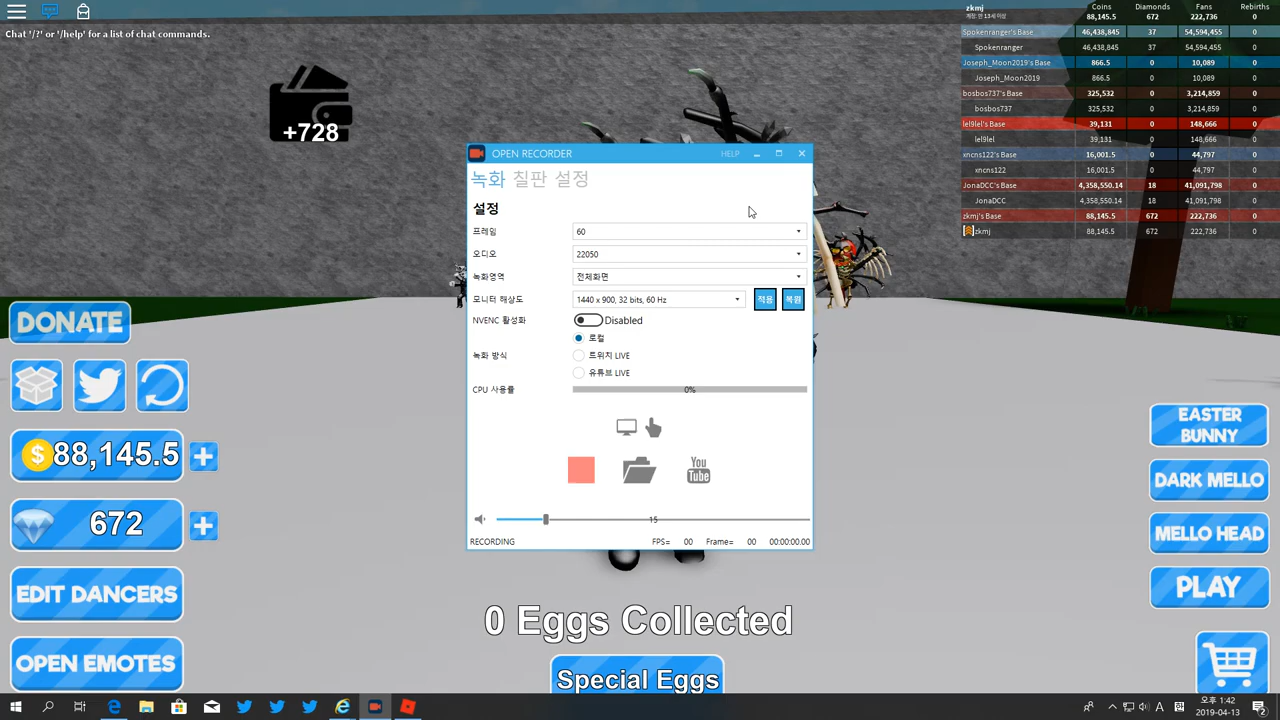 Chat '/?' or '/help' for a list of chat commands.
zkmj
계정: 만 13세 이상
Coins Diamonds Fans Rebirths
88,145.5 672 222,736 0
Spokenranger's Base 46,438,845 37 54,594,455 0
Spokenranger 46,438,845 37 54,594,455 0
Joseph_Moon2019's Base 866.5 0 10,089 0
Joseph_Moon2019 866.5 0 10,089 0
bosbos737's Base 325,532 0 3,214,859 0
bosbos737 325,532 0 3,214,859 0
lel9lel's Base 39,131 0 148,666 0
lel9lel 39,131 0 148,666 0
xncns122's Base 16,001.5 0 44,797 0
xncns122 16,001.5 0 44,797 0
JonaDCC's Base 4,358,550.14 18 41,091,798 0
JonaDCC 4,358,550.14 18 41,091,798 0
zkmj's Base 88,145.5 672 222,736 0
zkmj 88,145.5 672 222,736 0
+728
OPEN RECORDER HELP
녹화 칠판 설정
설정
프레임 60
오디오 22050
녹화영역 전체화면
모니터 해상도 1440 x 900, 32 bits, 60 Hz 적용 복원
NVENC 활성화 Disabled
녹화 방식
로컬
트위치 LIVE
유튜브 LIVE
CPU 사용률 0%
You
Tube
15
RECORDING FPS= 00 Frame= 00 00:00:00.00
DONATE
$ 88,145.5 +
672 +
EDIT DANCERS
OPEN EMOTES
EASTER
BUNNY
DARK MELLO
MELLO HEAD
PLAY
0 Eggs Collected
Special Eggs
A 한 오후 1:42
2019-04-13
2